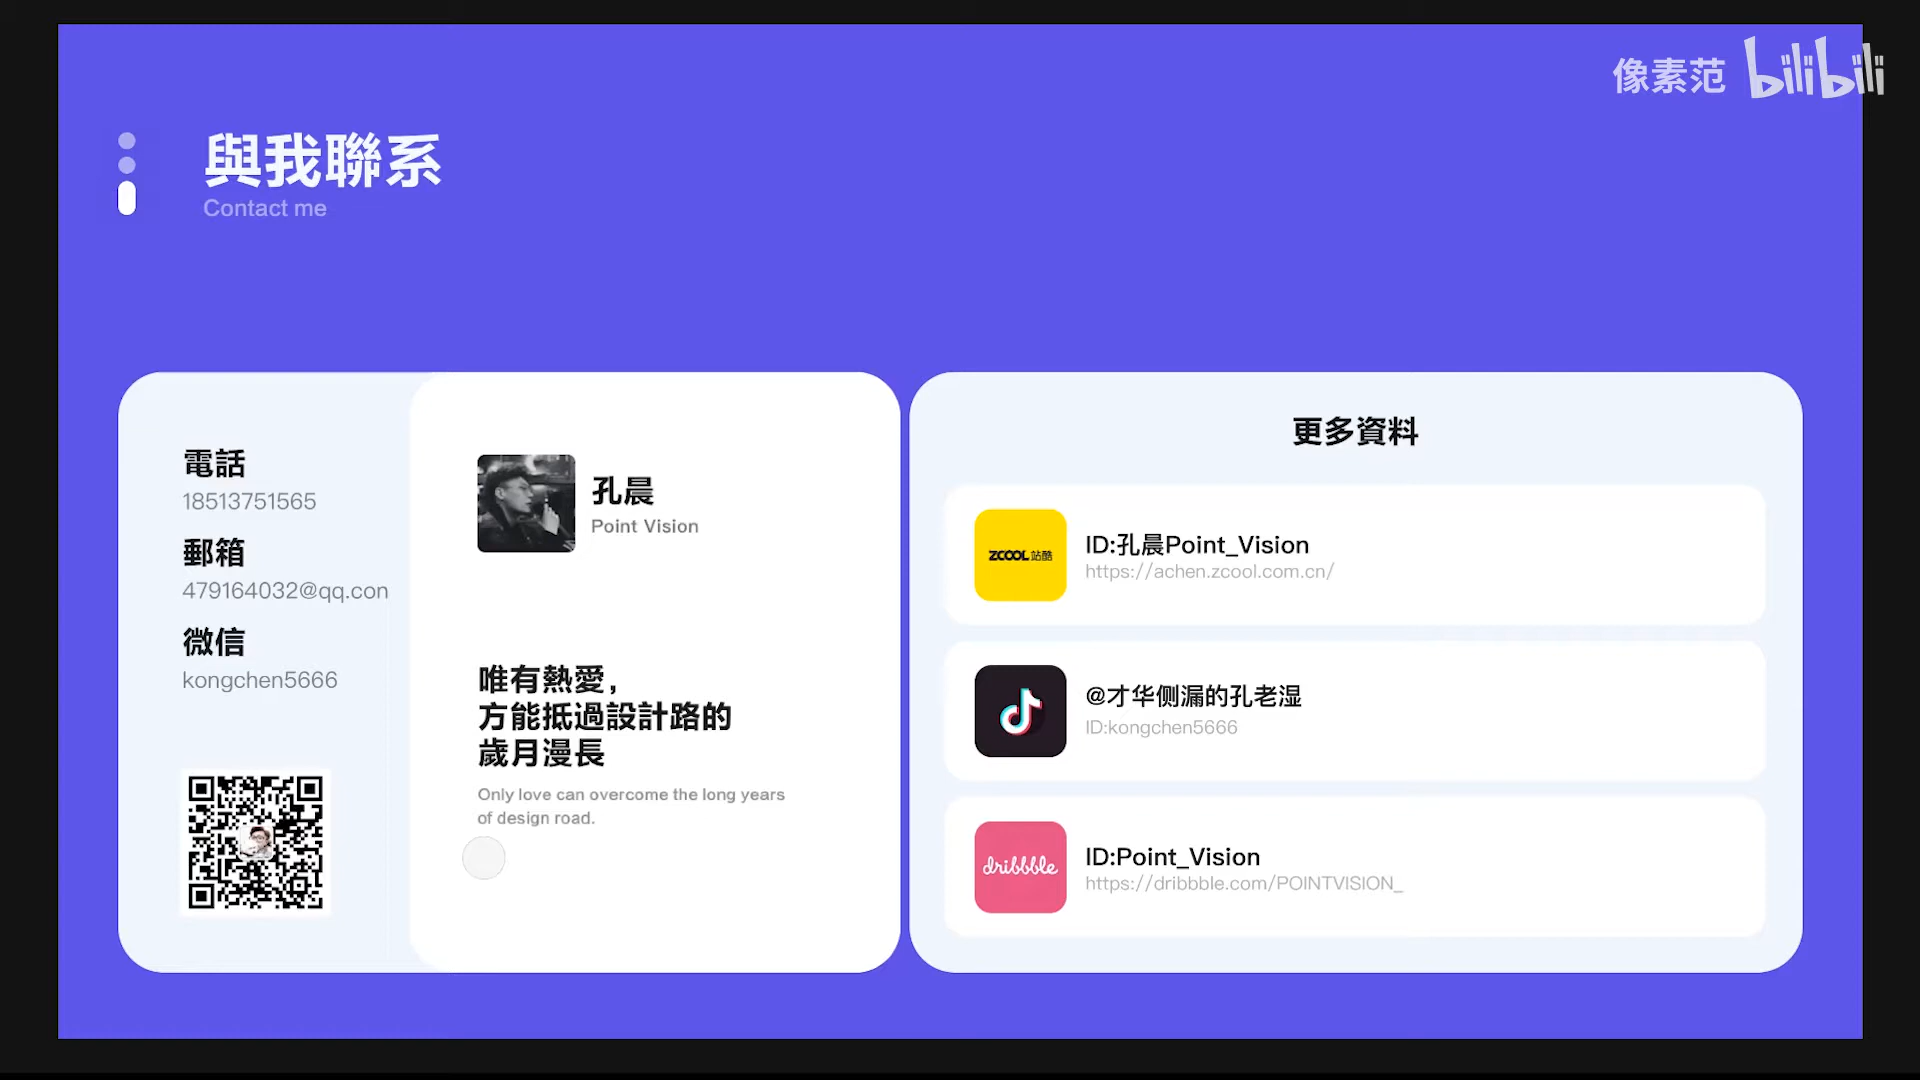 像素范 bilibili
與我聯系
Contact me
電話
18513751565
郵箱
479164032@qq.con
微信
kongchen5666
孔晨
Point Vision
唯有熱愛,
方能抵過設計路的
歲月漫長
Only love can overcome the long years
of design road.
更多資料
ZCOOL 站酷
ID:孔晨Point_Vision
https://achen.zcool.com.cn/
@才华侧漏的孔老湿
ID:kongchen5666
dribbble
ID:Point_Vision
https://dribbble.com/POINTVISION_